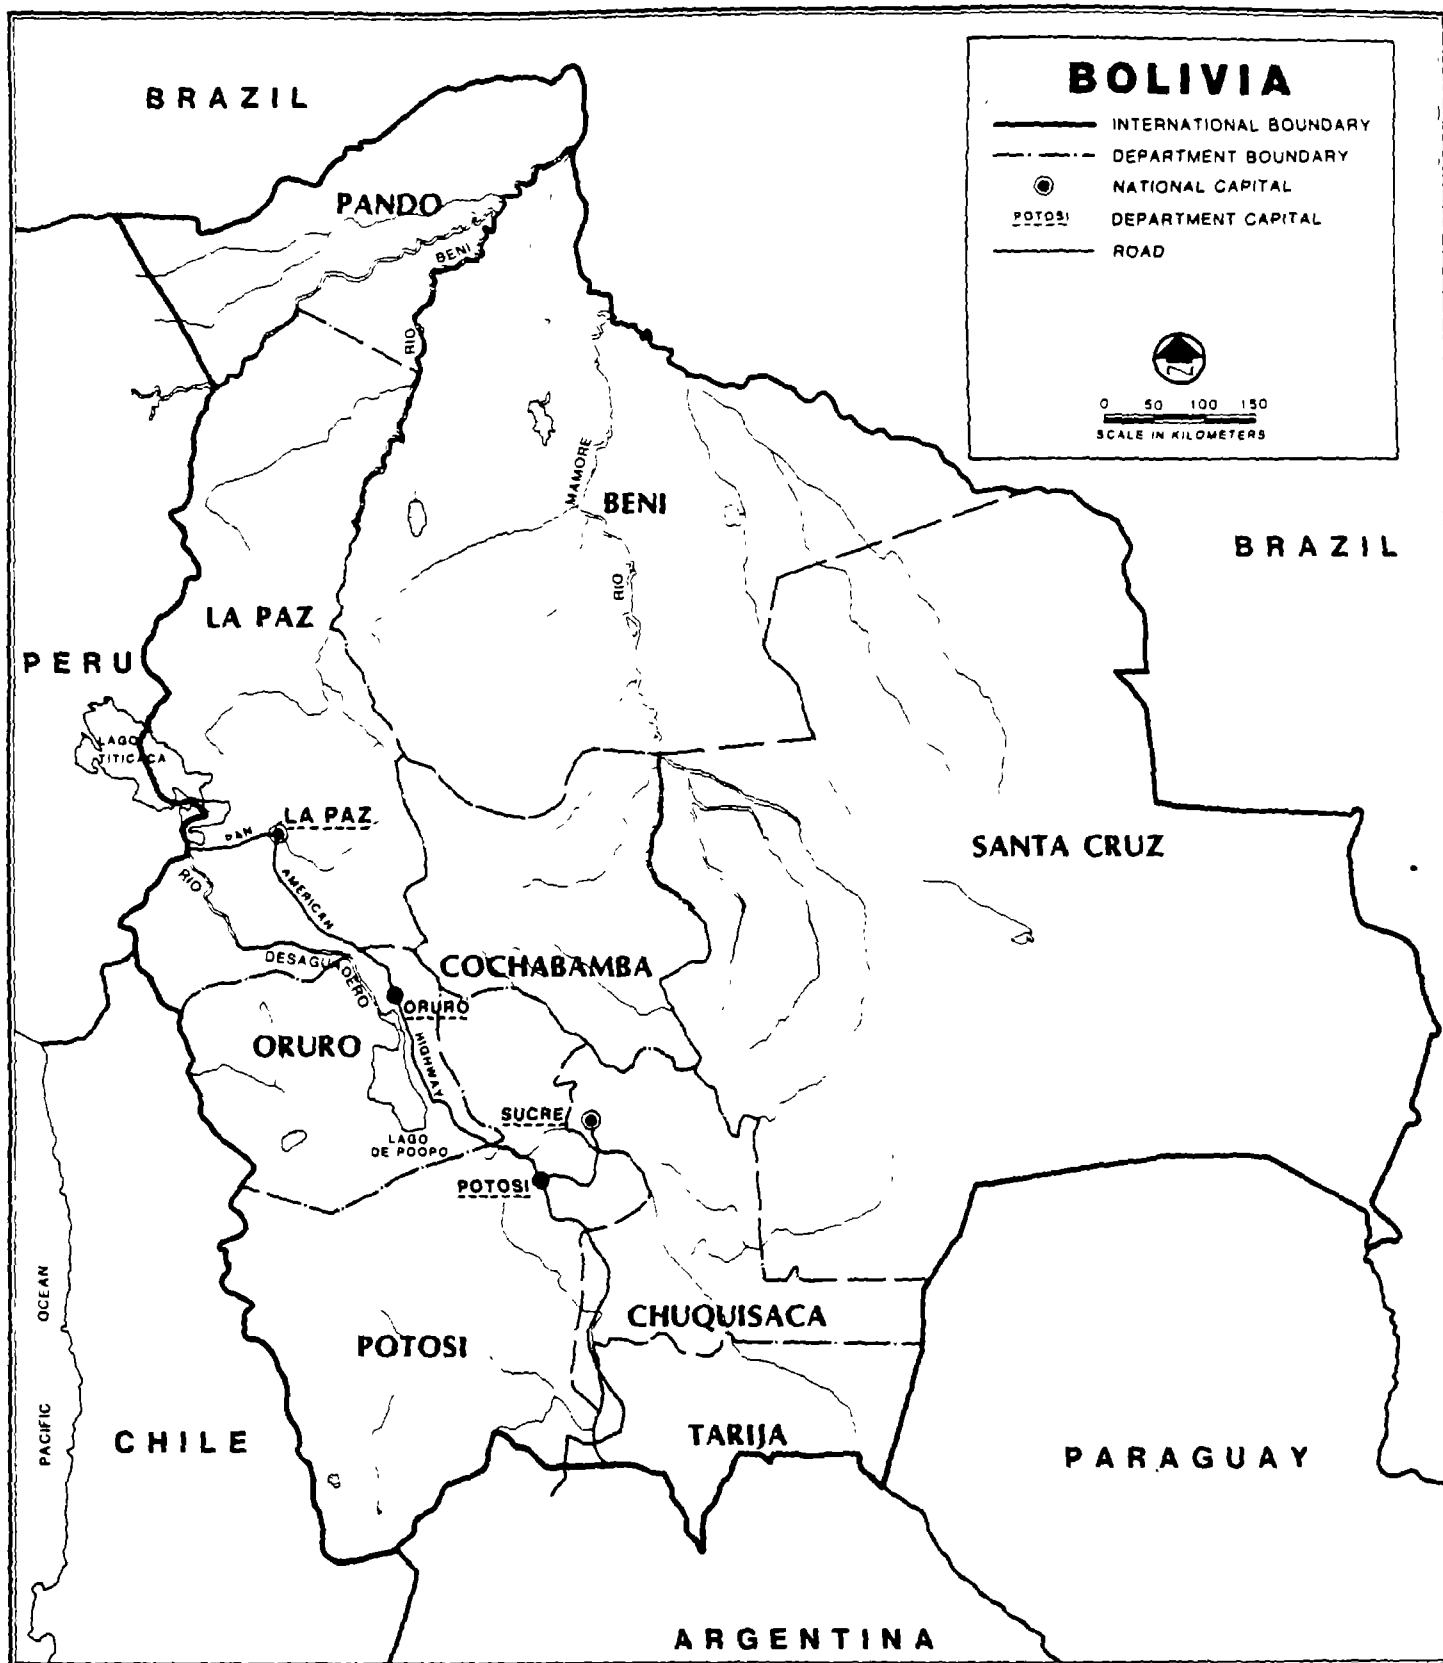 BRAZIL
BOLIVIA
INTERNATIONAL BOUNDARY
DEPARTMENT BOUNDARY
NATIONAL CAPITAL
POTOSI DEPARTMENT CAPITAL
ROAD
N
0 50 100 150
SCALE IN KILOMETERS
PANDO
RIO BENI
RIO MAMORE
BENI
BRAZIL
LA PAZ
PERU
LAGO
TITICACA
LA PAZ
PAN AMERICAN HIGHWAY
SANTA CRUZ
RIO DESAGUADERO
COCHABAMBA
ORURO
ORURO
LAGO
DE POOPO
SUCRE
POTOSI
PACIFIC OCEAN
CHUQUISACA
POTOSI
TARIJA
CHILE
PARAGUAY
ARGENTINA